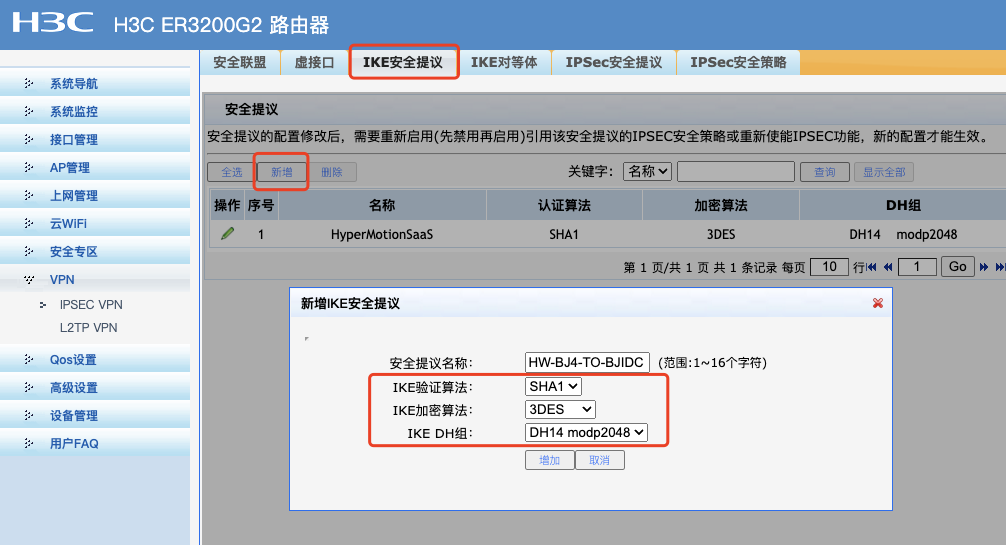 H3C H3C ER3200G2 路由器
安全联盟 虚接口 IKE安全提议 IKE对等体 IPSec安全提议 IPSec安全策略
系统导航
系统监控
接口管理
AP管理
上网管理
云WiFi
安全专区
VPN
IPSEC VPN
L2TP VPN
Qos设置
高级设置
设备管理
用户FAQ
安全提议
安全提议的配置修改后，需要重新启用(先禁用再启用)引用该安全提议的IPSEC安全策略或重新使能IPSEC功能，新的配置才能生效。
全选 新增 删除 关键字： 名称 查询 显示全部
操作 序号 名称 认证算法 加密算法 DH组
1 HyperMotionSaaS SHA1 3DES DH14 modp2048
第 1 页/共 1 页 共 1 条记录 每页 10 行 1 Go
新增IKE安全提议
安全提议名称： HW-BJ4-TO-BJIDC (范围:1~16个字符)
IKE验证算法： SHA1
IKE加密算法： 3DES
IKE DH组： DH14 modp2048
增加 取消